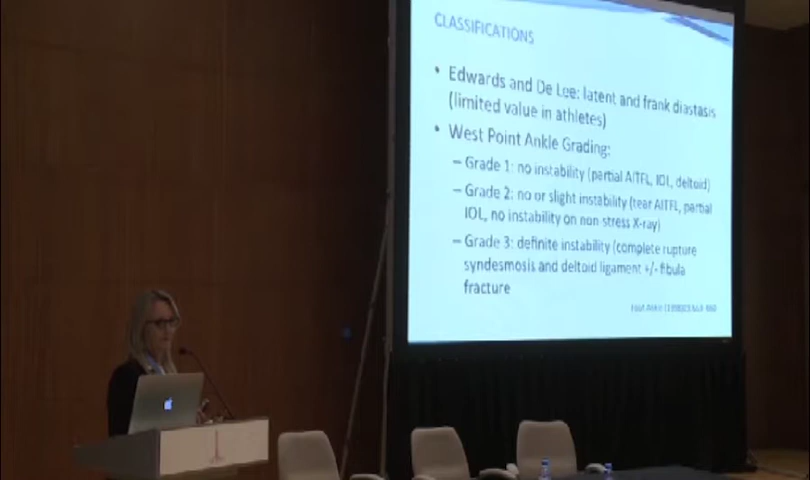 CLASSIFICATIONS
• Edwards and De Lee: latent and frank diastasis
(limited value in athletes)
• West Point Ankle Grading:
– Grade 1: no instability (partial AITFL, IOL, deltoid)
– Grade 2: no or slight instability (tear AITFL, partial
IOL, no instability on non stress X-ray)
– Grade 3: definite instability (complete rupture
syndesmosis and deltoid ligament +/- fibula
fracture
Foot Ankle